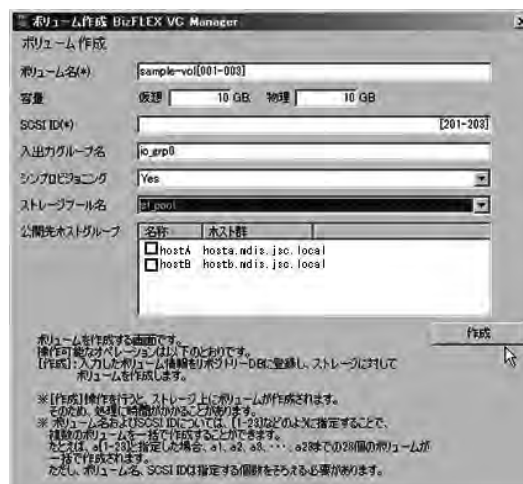 ボリューム作成 BizFLEX VC Manager
ボリューム作成
ボリューム名(*) sample-vol[001-003]
容量 仮想 10 GB 物理 10 GB
SCSI ID(*) [201-203]
入出力グループ名 io_grp0
シンプロビジョニング Yes
ストレージプール名 st_pool
公開先ホストグループ 名称 ホスト群
hostA hosta.mdis.jsc.local
hostB hostb.mdis.jsc.local
作成
ボリュームを作成する画面です。
操作可能なオペレーションは以下のとおりです。
[作成]:入力したボリューム情報をリポジトリーDBに登録し、ストレージに対して
ボリュームを作成します。
※[作成]操作を行うと、ストレージ上にボリュームが作成されます。
そのため、処理に時間がかかることがあります。
※ボリューム名およびSCSI IDについては、[1-23]などのように指定することで、
複数のボリュームを一括で作成することができます。
たとえば、a[1-23]と指定した場合、a1、a2、a3、・・・、a23までの23個のボリュームが
一括で作成されます。
ただし、ボリューム名、SCSI IDは指定する個数をそろえる必要があります。